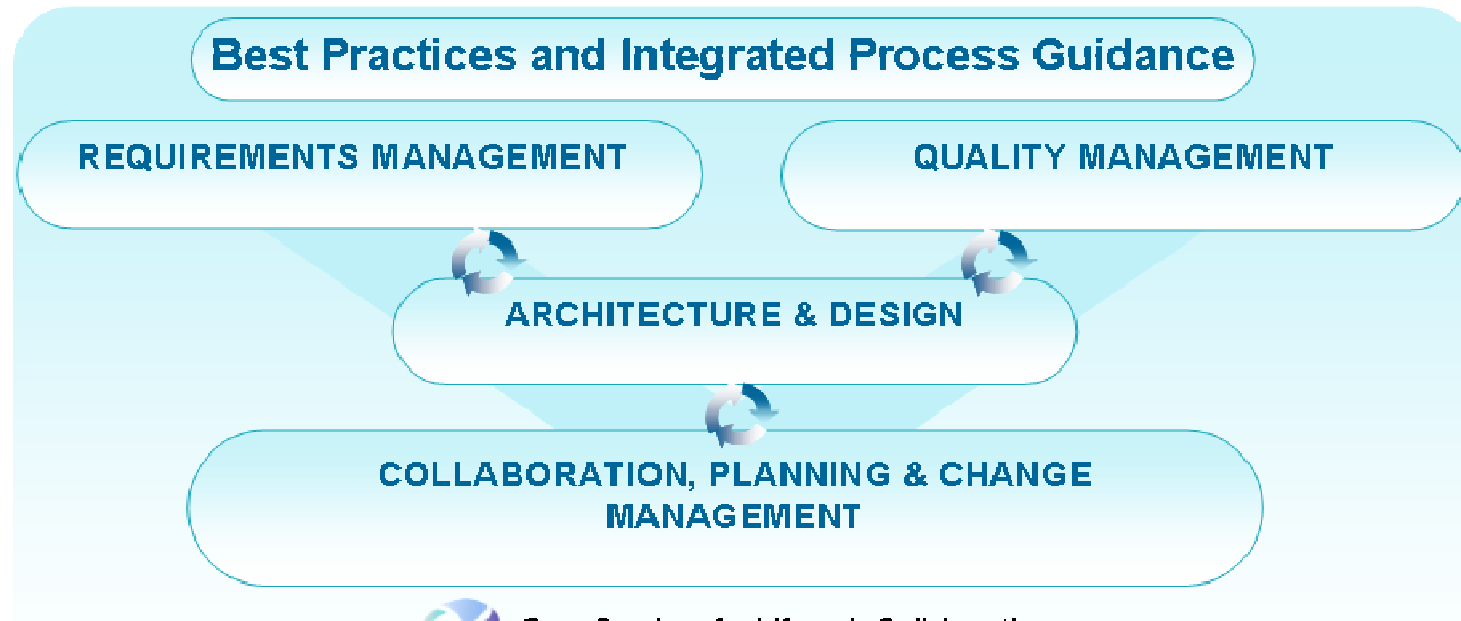 Best Practices and Integrated Process Guidance
REQUIREMENTS MANAGEMENT
QUALITY MANAGEMENT
ARCHITECTURE & DESIGN
COLLABORATION, PLANNING & CHANGE
MANAGEMENT